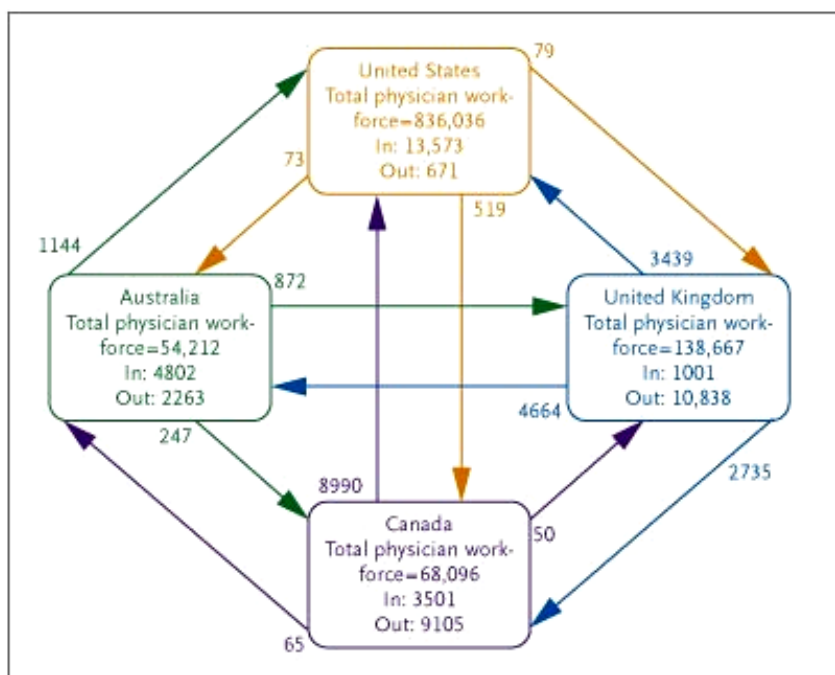 79
United States
Total physician work-
force=836,036
In: 13,573
Out: 671
73
519
1144
3439
872
Australia
Total physician work-
force=54,212
In: 4802
Out: 2263
United Kingdom
Total physician work-
force=138,667
In: 1001
Out: 10,838
4664
247
2735
8990
Canada
Total physician work-
force=68,096
In: 3501
Out: 9105
50
65